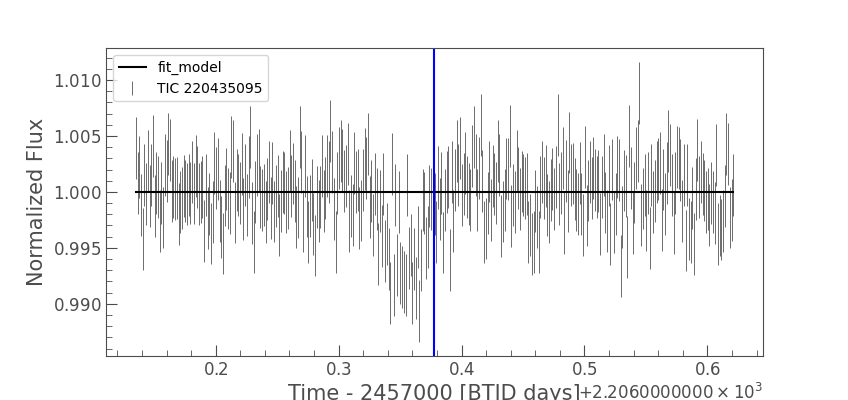 fit_model
TIC 220435095
1.010
1.005
1.000
0.995
0.990
Normalized Flux
0.2 0.3 0.4 0.5 0.6
Time - 2457000 [BTJD days]
+2.2060000000 × 10³